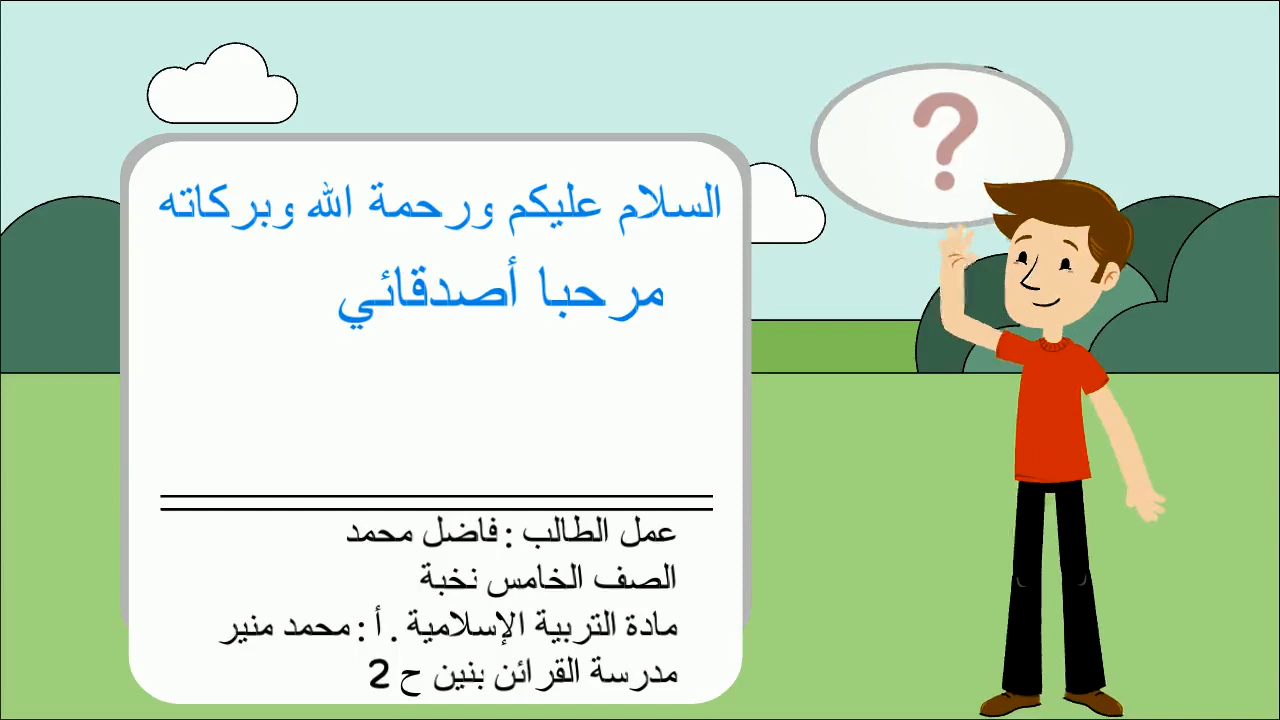 ؟
السلام عليكم ورحمة الله وبركاته
مرحبا أصدقائي
عمل الطالب : فاضل محمد
الصف الخامس نخبة
مادة التربية الإسلامية . أ : محمد منير
مدرسة القرائن بنين ح 2